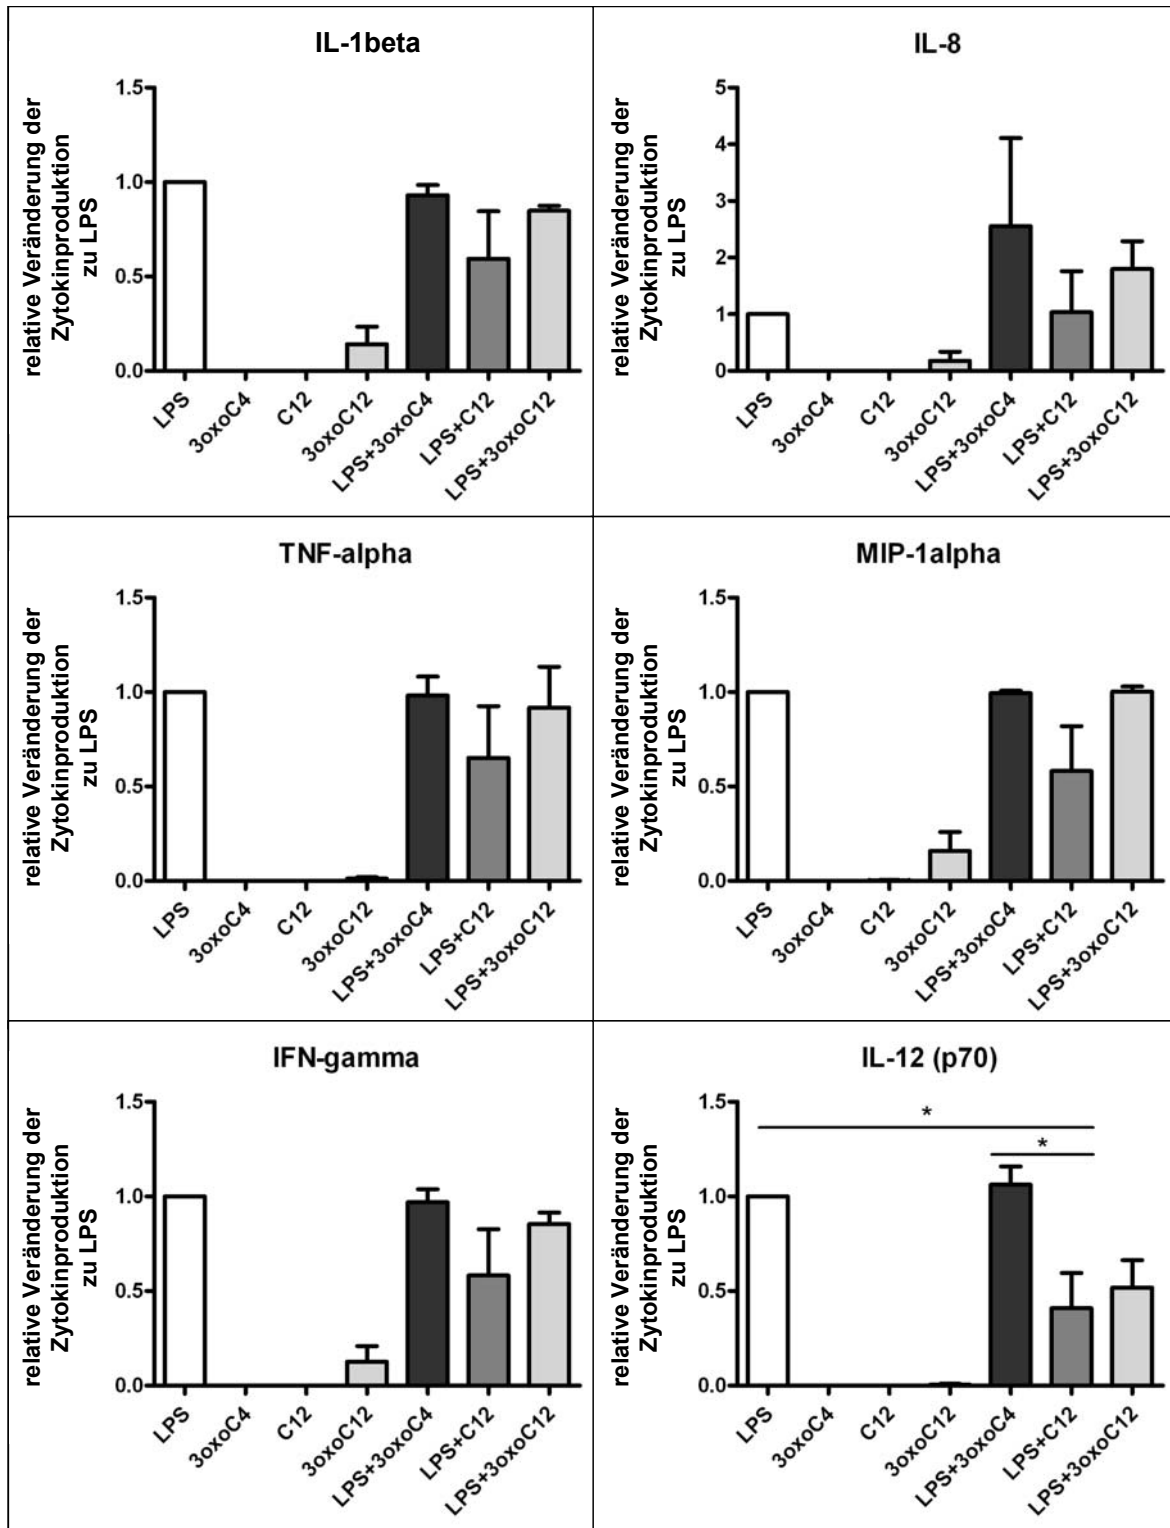 IL-1beta
relative Veränderung der
Zytokinproduktion
zu LPS
1.5
1.0
0.5
0.0
LPS
3oxoC4
C12
3oxoC12
LPS+3oxoC4
LPS+C12
LPS+3oxoC12
IL-8
relative Veränderung der
Zytokinproduktion
zu LPS
5
4
3
2
1
0
LPS
3oxoC4
C12
3oxoC12
LPS+3oxoC4
LPS+C12
LPS+3oxoC12
TNF-alpha
relative Veränderung der
Zytokinproduktion
zu LPS
1.5
1.0
0.5
0.0
LPS
3oxoC4
C12
3oxoC12
LPS+3oxoC4
LPS+C12
LPS+3oxoC12
MIP-1alpha
relative Veränderung der
Zytokinproduktion
zu LPS
1.5
1.0
0.5
0.0
LPS
3oxoC4
C12
3oxoC12
LPS+3oxoC4
LPS+C12
LPS+3oxoC12
IFN-gamma
relative Veränderung der
Zytokinproduktion
zu LPS
1.5
1.0
0.5
0.0
LPS
3oxoC4
C12
3oxoC12
LPS+3oxoC4
LPS+C12
LPS+3oxoC12
IL-12 (p70)
relative Veränderung der
Zytokinproduktion
zu LPS
1.5
1.0
0.5
0.0
*
*
LPS
3oxoC4
C12
3oxoC12
LPS+3oxoC4
LPS+C12
LPS+3oxoC12